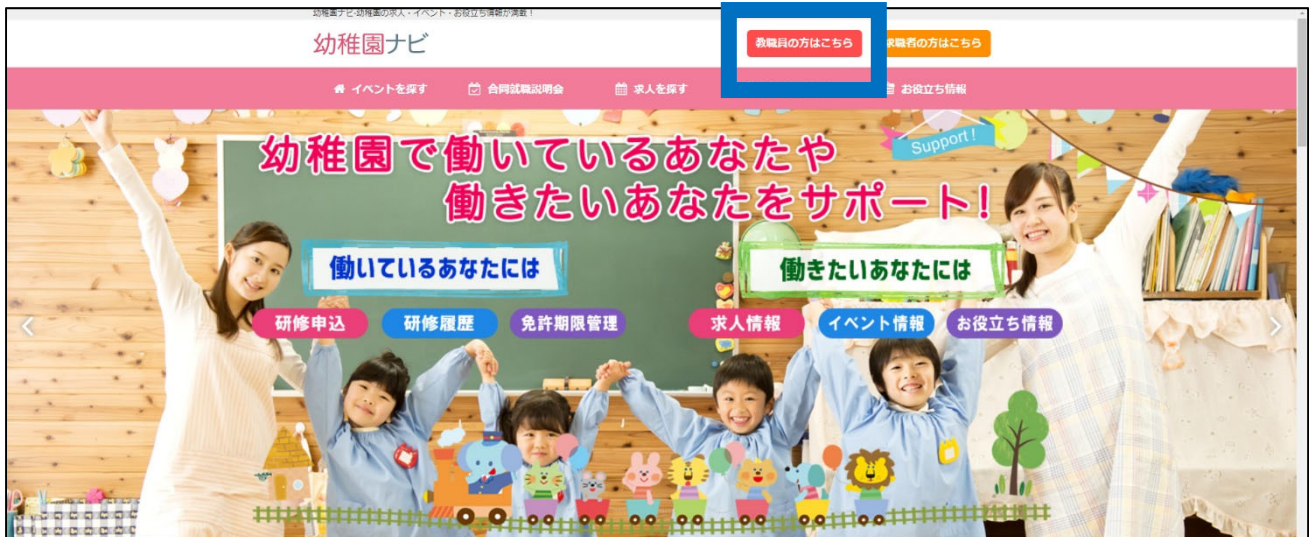 幼稚園ナビ-幼稚園の求人・イベント・お役立ち情報が満載！
幼稚園ナビ
教職員の方はこちら
職者の方はこちら
イベントを探す
合同就職説明会
求人を探す
お役立ち情報
幼稚園で働いているあなたや
働きたいあなたをサポート!
Support!
働いているあなたには
働きたいあなたには
研修申込
研修履歴
免許期限管理
求人情報
イベント情報
お役立ち情報